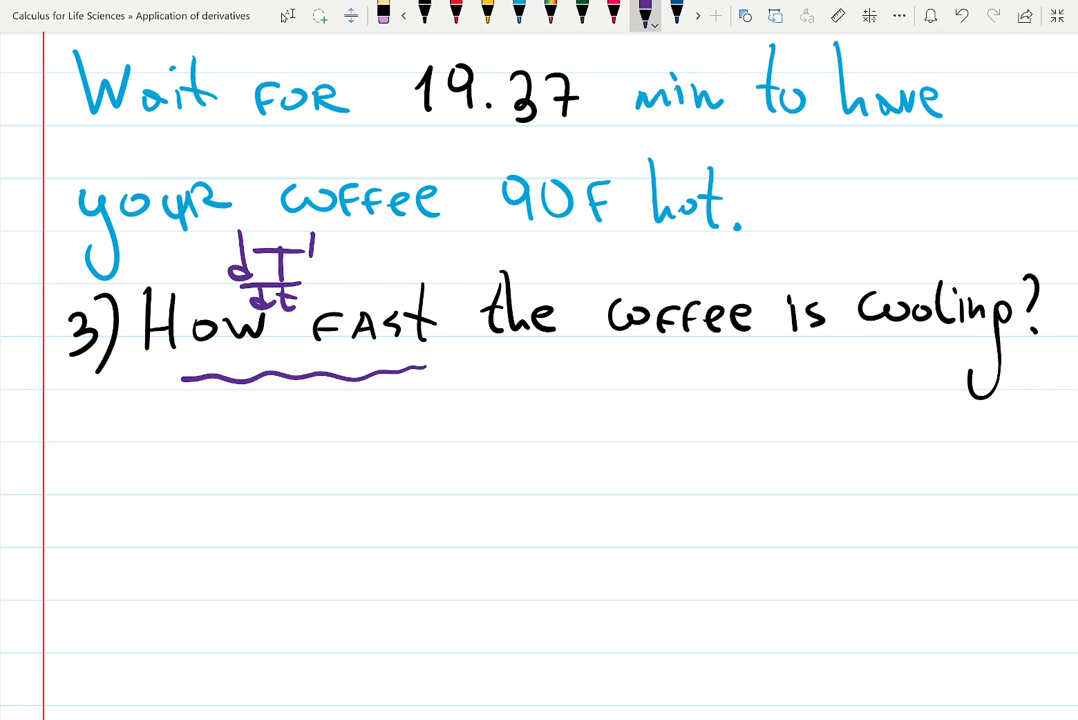 Calculus for Life Sciences » Application of derivatives
Wait FOR 19.37 min to have
your coffee 90F hot.
dT
dt
3) How FAst the coffee is cooling?